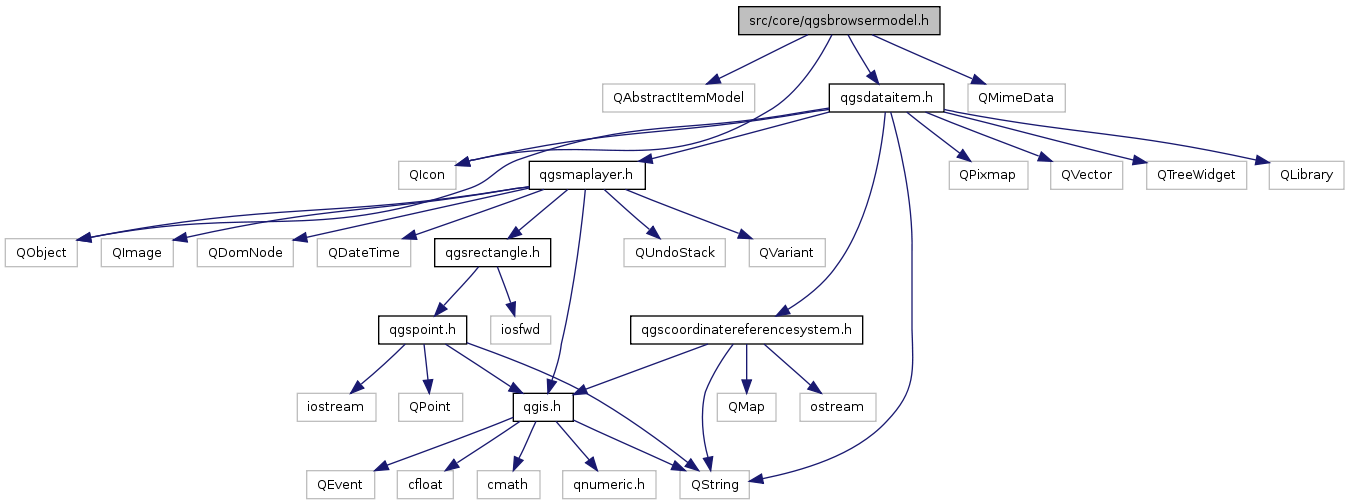 src/core/qgsbrowsermodel.h
QAbstractItemModel
qgsdataitem.h
QMimeData
QIcon
qgsmaplayer.h
QPixmap
QVector
QTreeWidget
QLibrary
QObject
QImage
QDomNode
QDateTime
qgsrectangle.h
QUndoStack
QVariant
qgspoint.h
iosfwd
qgscoordinatereferencesystem.h
iostream
QPoint
qgis.h
QMap
ostream
QEvent
cfloat
cmath
qnumeric.h
QString